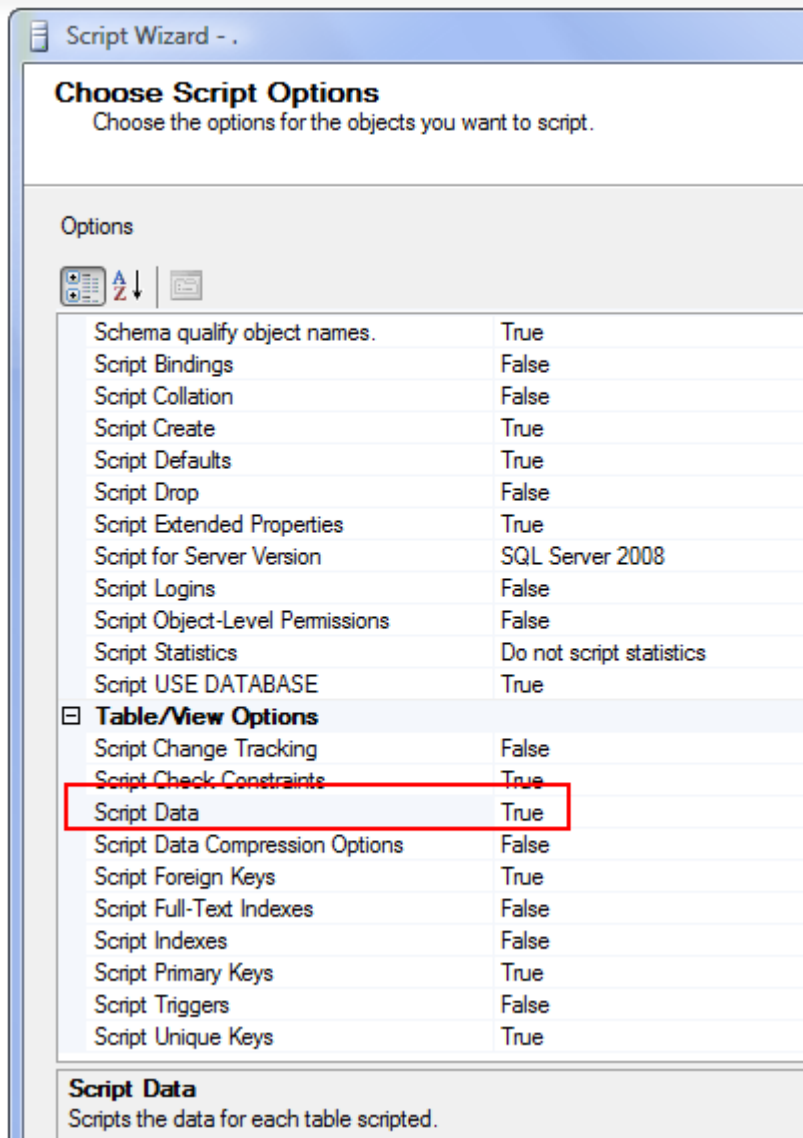 Script Wizard - .
Choose Script Options
Choose the options for the objects you want to script.
Options
Schema qualify object names. True
Script Bindings False
Script Collation False
Script Create True
Script Defaults True
Script Drop False
Script Extended Properties True
Script for Server Version SQL Server 2008
Script Logins False
Script Object-Level Permissions False
Script Statistics Do not script statistics
Script USE DATABASE True
Table/View Options
Script Change Tracking False
Script Check Constraints True
Script Data True
Script Data Compression Options False
Script Foreign Keys True
Script Full-Text Indexes False
Script Indexes False
Script Primary Keys True
Script Triggers False
Script Unique Keys True
Script Data
Scripts the data for each table scripted.